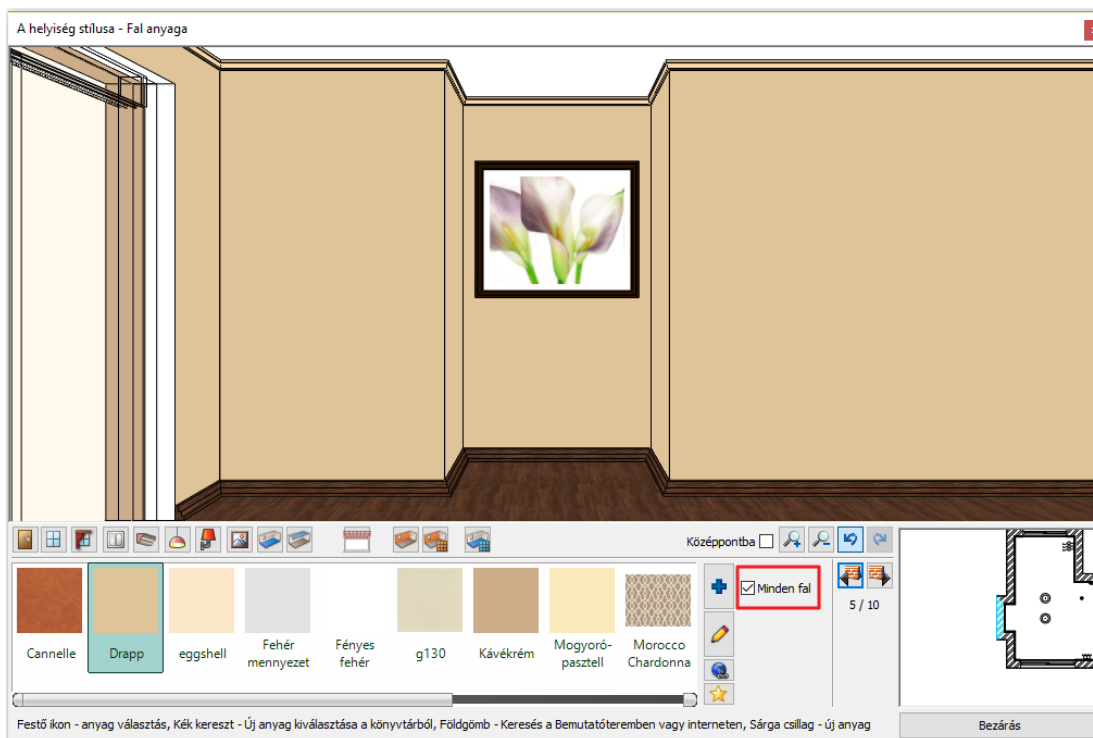 A helyiség stílusa - Fal anyaga
Középpontba
Minden fal
5 / 10
Cannelle
Drapp
eggshell
Fehér
mennyezet
Fényes
fehér
g130
Kávékrém
Mogyoró-
pasztell
Morocco
Chardonna
Festő ikon - anyag választás, Kék kereszt - Új anyag kiválasztása a könyvtárból, Földgömb - Keresés a Bemutatóteremben vagy interneten, Sárga csillag - új anyag
Bezárás